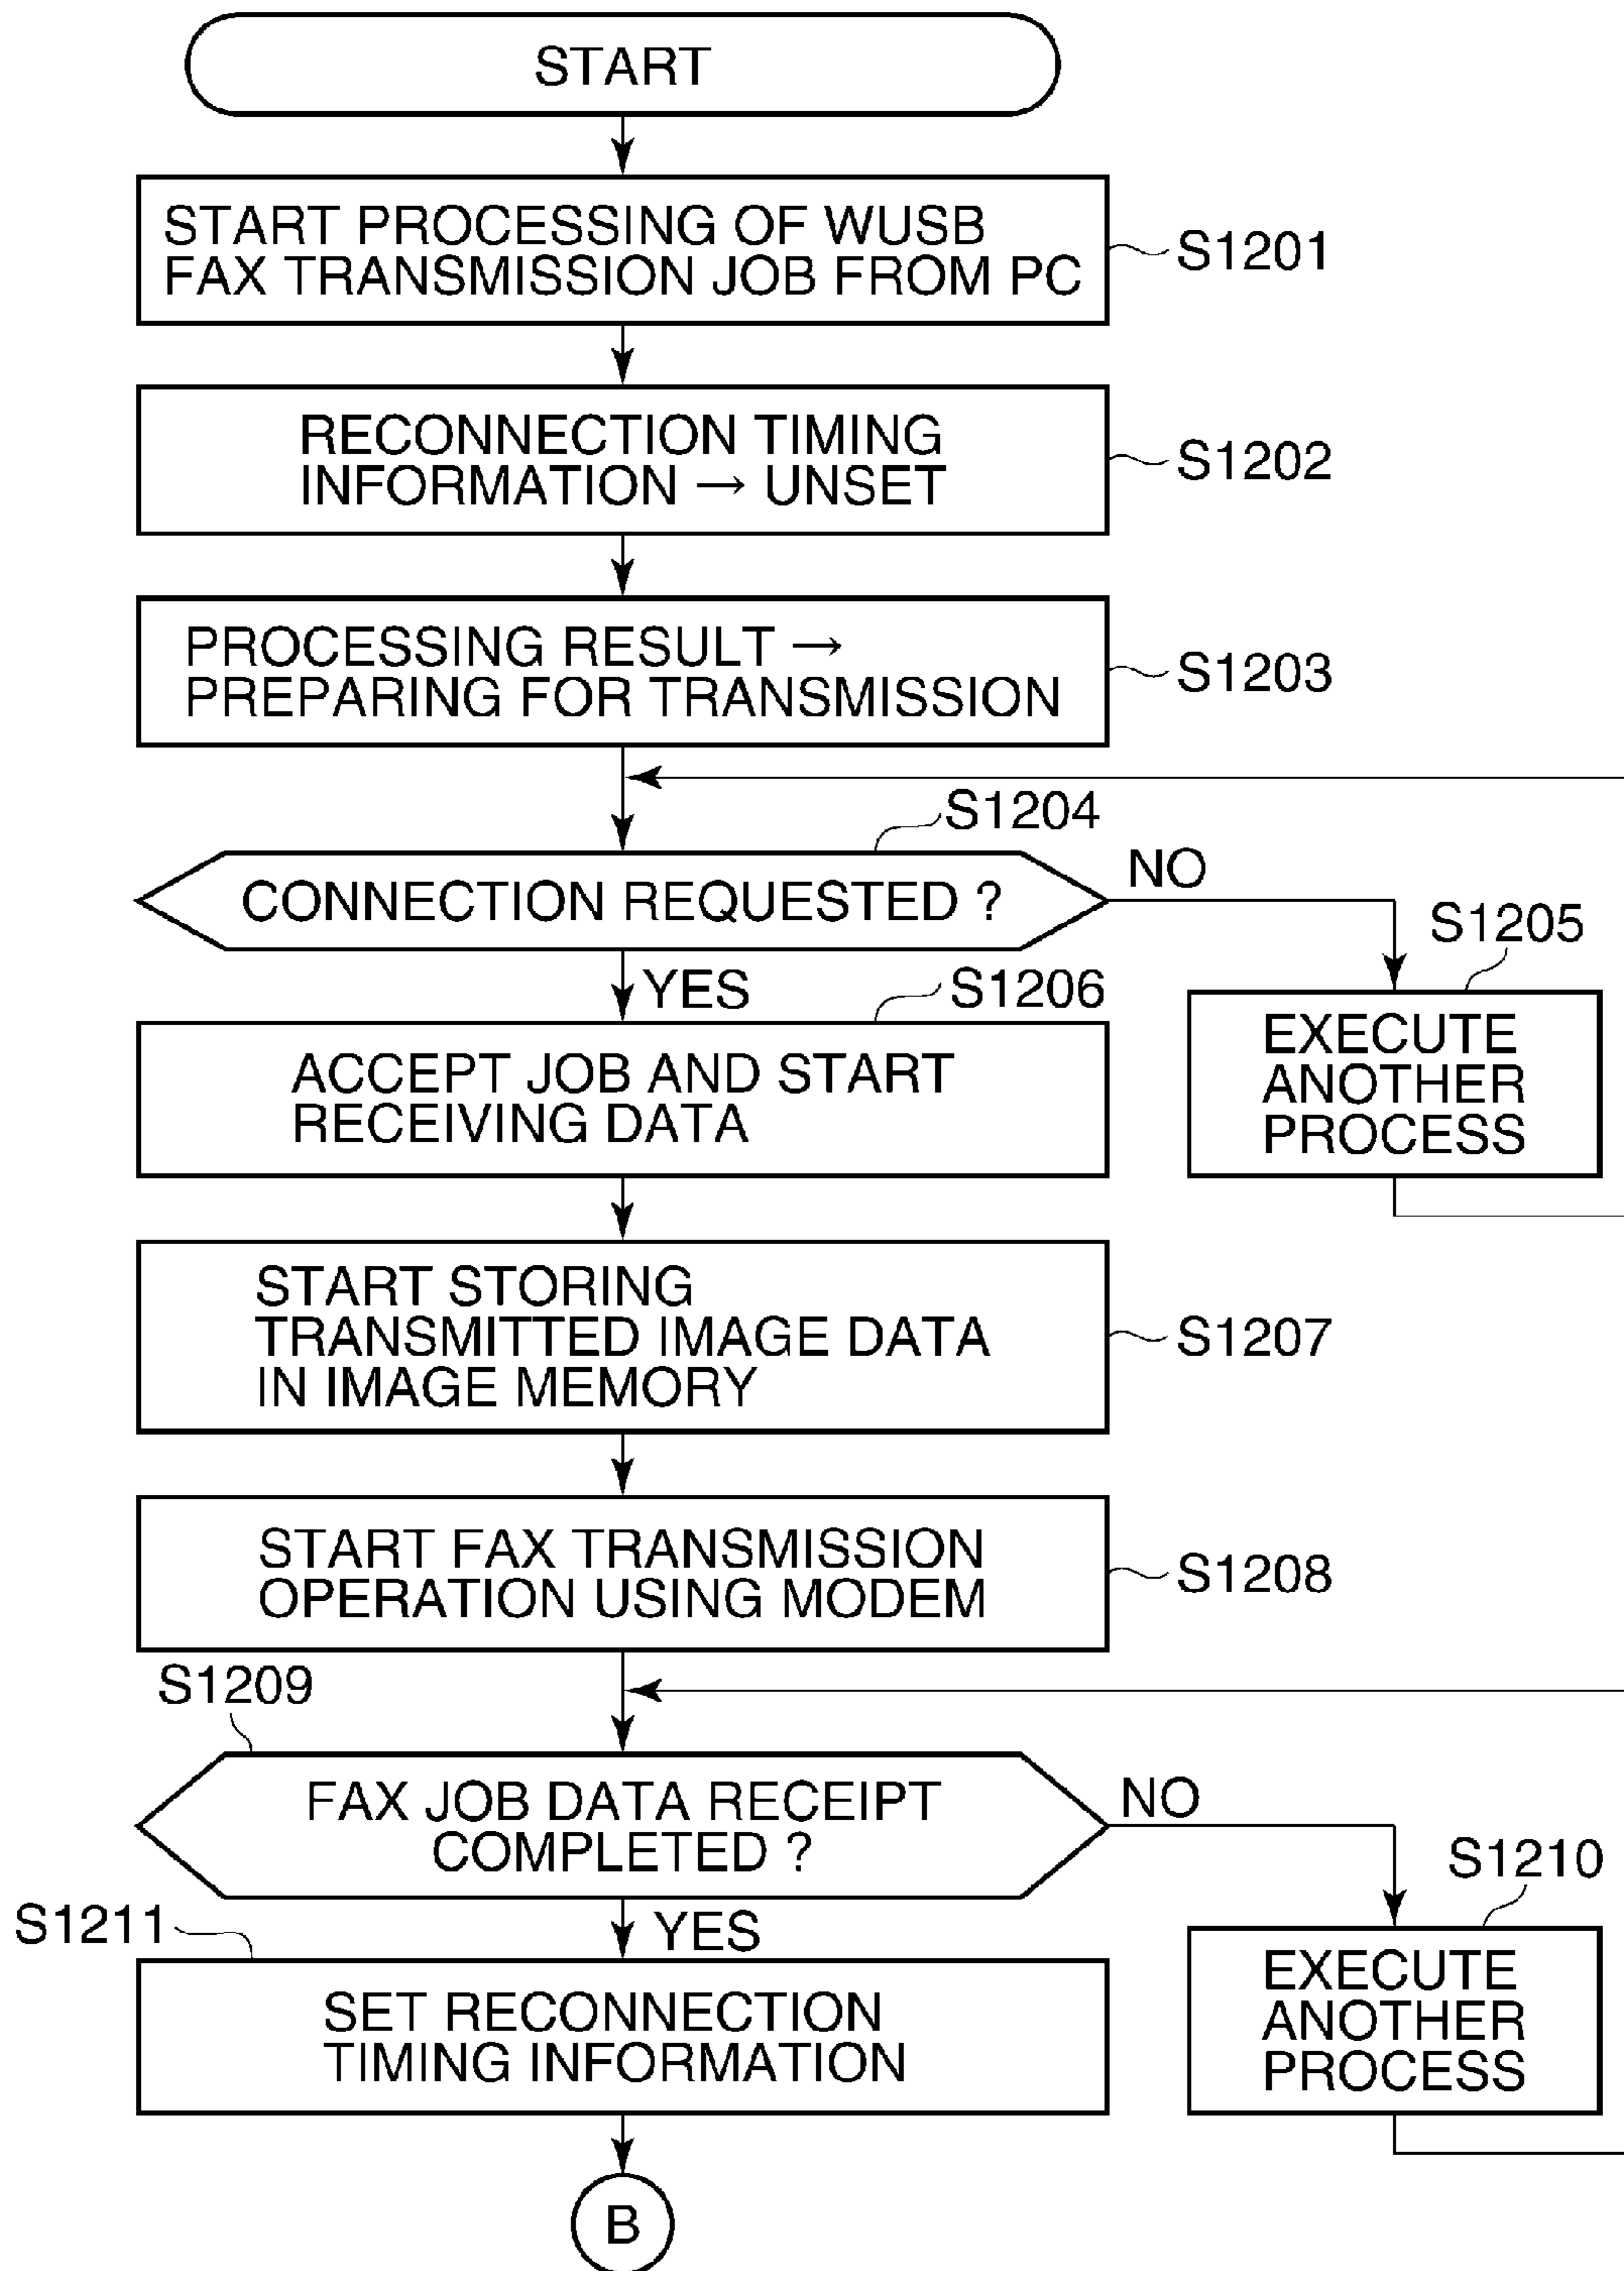 START
START PROCESSING OF WUSB
FAX TRANSMISSION JOB FROM PC
S1201
RECONNECTION TIMING
INFORMATION → UNSET
S1202
PROCESSING RESULT →
PREPARING FOR TRANSMISSION
S1203
S1204
CONNECTION REQUESTED ?
NO
S1205
EXECUTE
ANOTHER
PROCESS
YES
S1206
ACCEPT JOB AND START
RECEIVING DATA
START STORING
TRANSMITTED IMAGE DATA
IN IMAGE MEMORY
S1207
START FAX TRANSMISSION
OPERATION USING MODEM
S1208
S1209
FAX JOB DATA RECEIPT
COMPLETED ?
NO
S1210
EXECUTE
ANOTHER
PROCESS
YES
S1211
SET RECONNECTION
TIMING INFORMATION
B